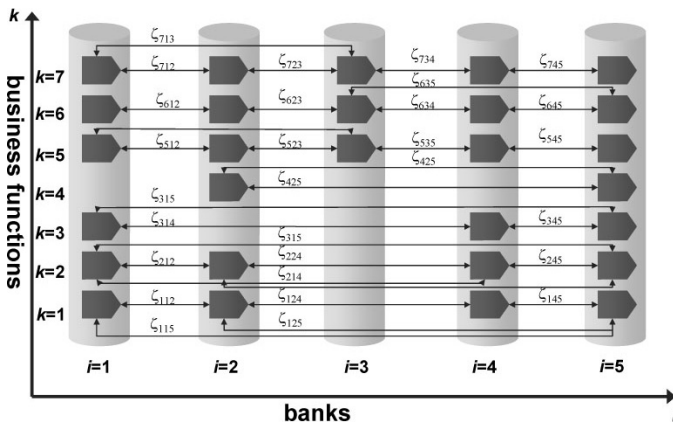 k
ζ713
ζ712 ζ723 ζ734 ζ745
k=7
ζ635
ζ612 ζ623 ζ634 ζ645
k=6
ζ512 ζ523 ζ535 ζ545
k=5
ζ425
ζ425
k=4
ζ315
ζ314 ζ345
k=3
ζ315
ζ212 ζ224 ζ245
k=2
ζ214
ζ112 ζ124 ζ145
k=1
ζ115 ζ125
business functions
i=1 i=2 i=3 i=4 i=5
banks